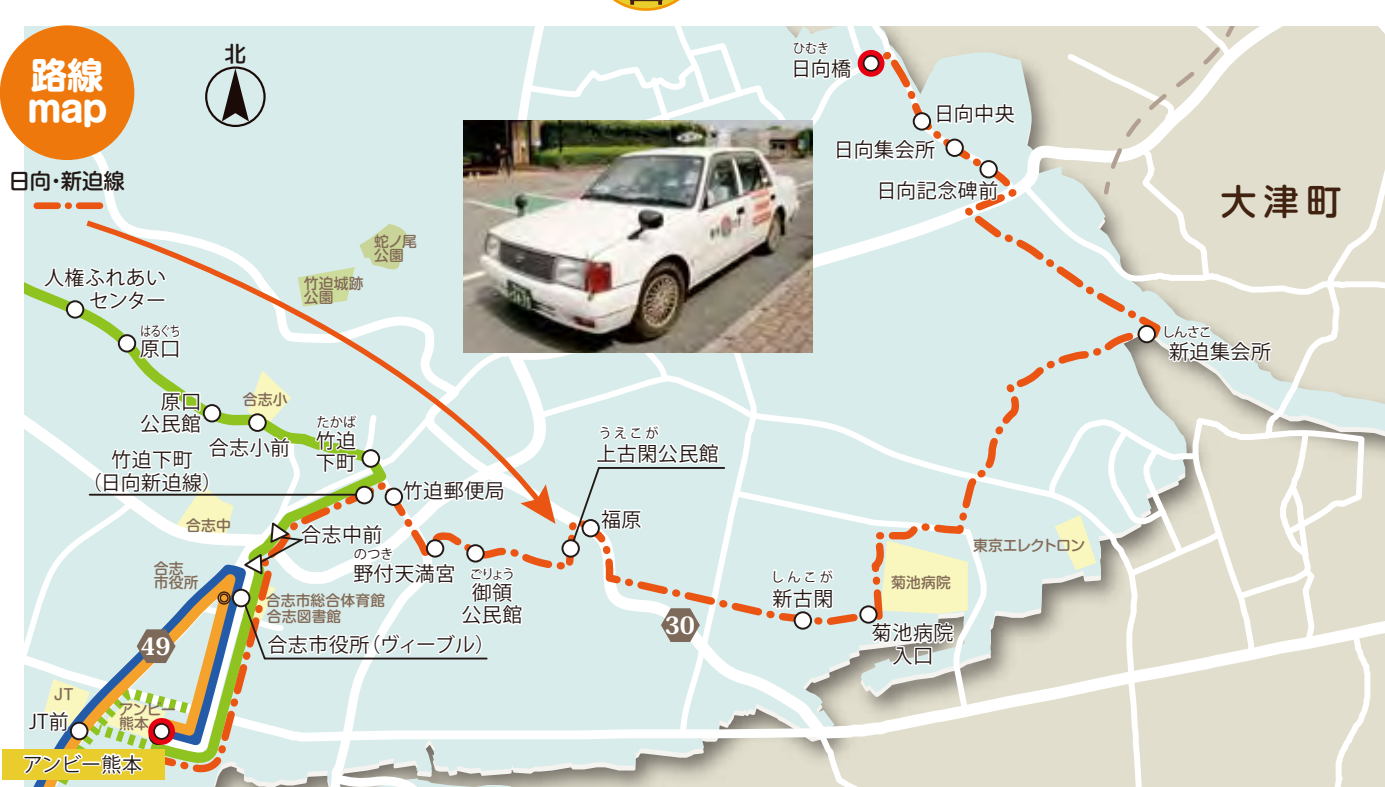 路線
map
北
日向・新迫線
ひむき
日向橋
日向中央
日向集会所
日向記念碑前
大津町
しんさこ
新迫集会所
蛇ノ尾
公園
竹迫城跡
公園
人権ふれあい
センター
はるぐち
原口
原口
公民館
合志小
合志小前
たかば
竹迫
下町
竹迫下町
（日向新迫線）
竹迫郵便局
うえこが
上古閑公民館
福原
合志中
合志中前
のつき
野付天満宮
ごりょう
御領
公民館
東京エレクトロン
菊池病院
しんこが
新古閑
菊池病院
入口
合志
市役所
合志市総合体育館
合志図書館
合志市役所（ヴィーブル）
30
49
JT
JT前
アンビー
熊本
アンビー熊本